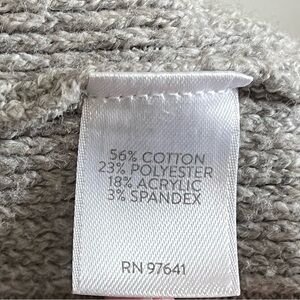 56% COTTON
23% POLYESTER
18% ACRYLIC
3% SPANDEX
RN 97641